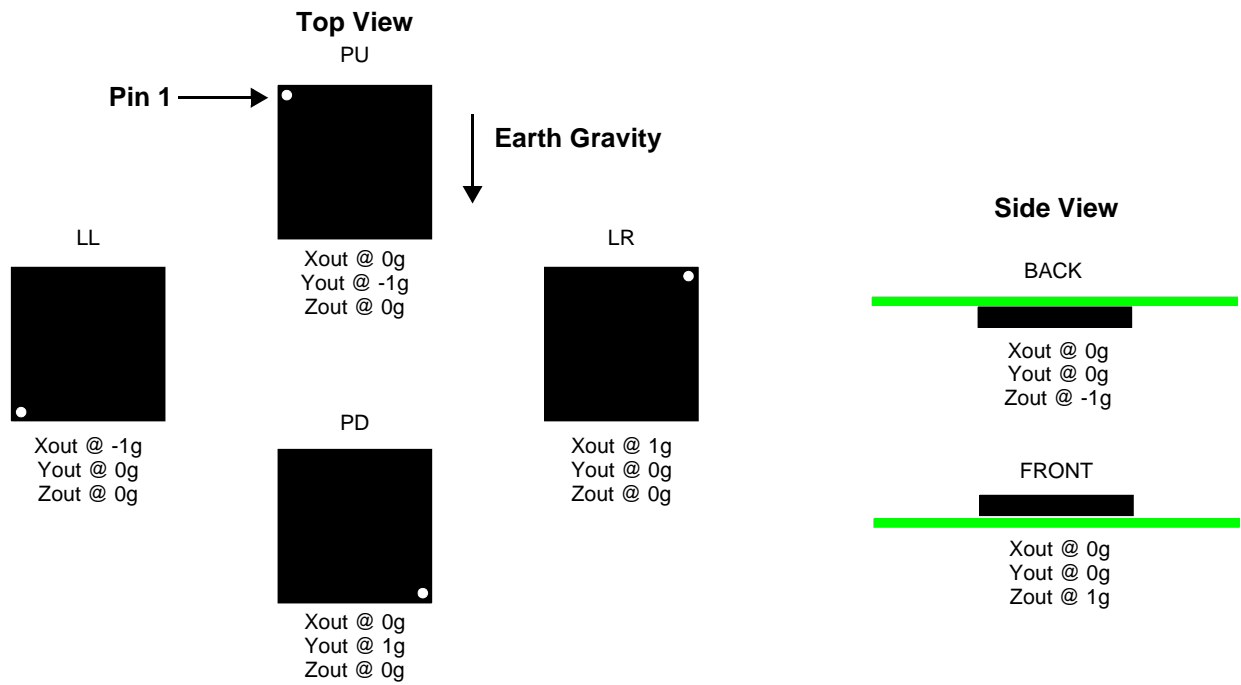 Top View
PU
Pin 1
Earth Gravity
Xout @ 0g
Yout @ -1g
Zout @ 0g
LL
Xout @ -1g
Yout @ 0g
Zout @ 0g
LR
Xout @ 1g
Yout @ 0g
Zout @ 0g
PD
Xout @ 0g
Yout @ 1g
Zout @ 0g
Side View
BACK
Xout @ 0g
Yout @ 0g
Zout @ -1g
FRONT
Xout @ 0g
Yout @ 0g
Zout @ 1g